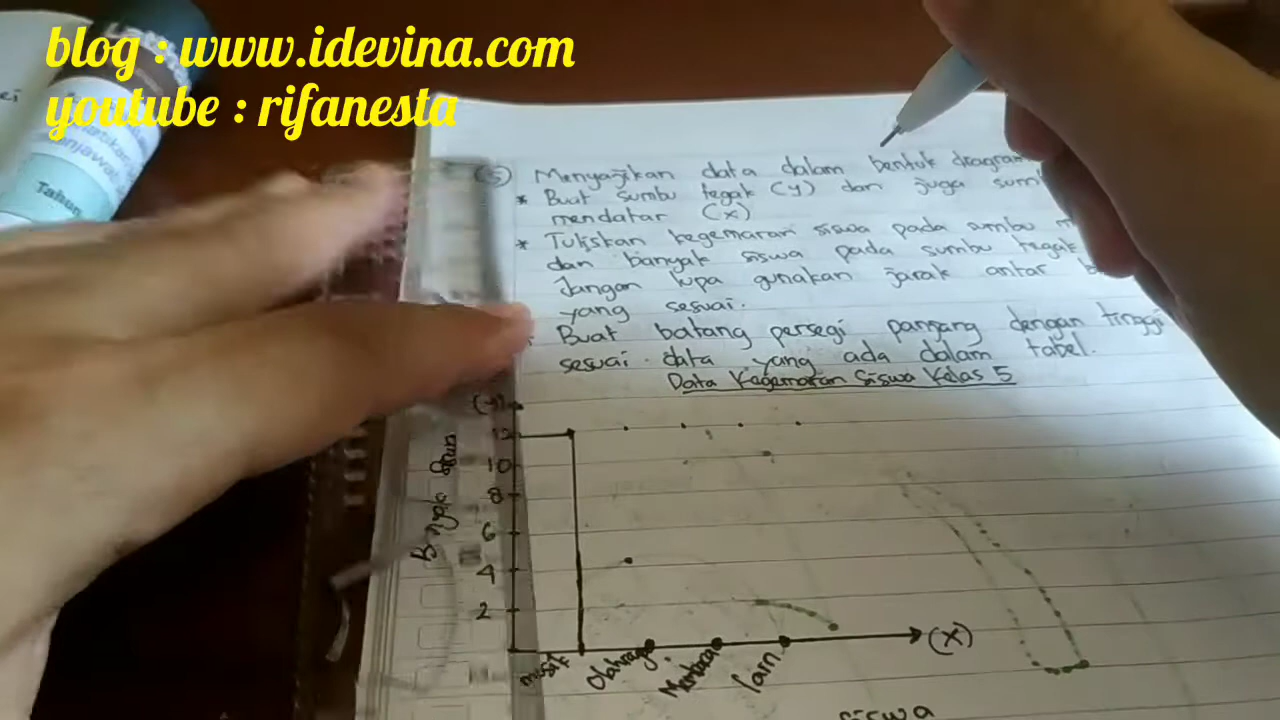 blog : www.idevina.com
youtube : rifanesta
Tahun
5 Menyajikan data dalam bentuk diagram
* Buat sumbu tegak (y) dan juga
mendatar (x)
* Tuliskan kegemaran siswa pada sumbu
dan banyak siswa pada sumbu tegak
Jangan lupa gunakan jarak antar
yang sesuai.
Buat batang persegi panjang dengan tinggi
sesuai data yang ada dalam tabel.
Data Kegemaran Siswa Kelas 5
(y)
12
10
8
6
4
2
(x)
musik Olahraga Membaca lain
siswa